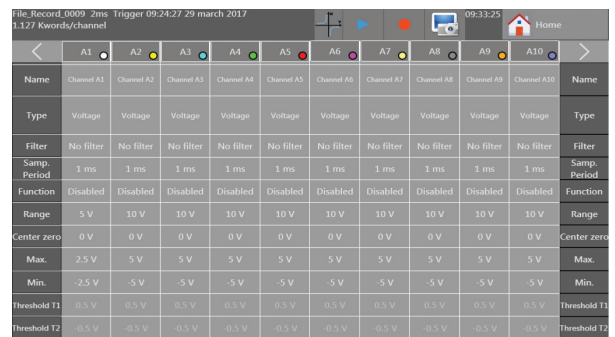 File_Record_0009 2ms Trigger 09:24:27 29 march 2017
1.127 Kwords/channel
09:33:25
Home
A1 A2 A3 A4 A5 A6 A7 A8 A9 A10
Name Channel A1 Channel A2 Channel A3 Channel A4 Channel A5 Channel A6 Channel A7 Channel A8 Channel A9 Channel A10 Name
Type Voltage Voltage Voltage Voltage Voltage Voltage Voltage Voltage Voltage Voltage Type
Filter No filter No filter No filter No filter No filter No filter No filter No filter No filter No filter Filter
Samp. Period 1 ms 1 ms 1 ms 1 ms 1 ms 1 ms 1 ms 1 ms 1 ms 1 ms Samp. Period
Function Disabled Disabled Disabled Disabled Disabled Disabled Disabled Disabled Disabled Disabled Function
Range 5 V 10 V 10 V 10 V 10 V 10 V 10 V 10 V 10 V 10 V Range
Center zero 0 V 0 V 0 V 0 V 0 V 0 V 0 V 0 V 0 V 0 V Center zero
Max. 2.5 V 5 V 5 V 5 V 5 V 5 V 5 V 5 V 5 V 5 V Max.
Min. -2.5 V -5 V -5 V -5 V -5 V -5 V -5 V -5 V -5 V -5 V Min.
Threshold T1 0.5 V 0.5 V 0.5 V 0.5 V 0.5 V 0.5 V 0.5 V 0.5 V 0.5 V 0.5 V Threshold T1
Threshold T2 -0.5 V -0.5 V -0.5 V -0.5 V -0.5 V -0.5 V -0.5 V -0.5 V -0.5 V -0.5 V Threshold T2